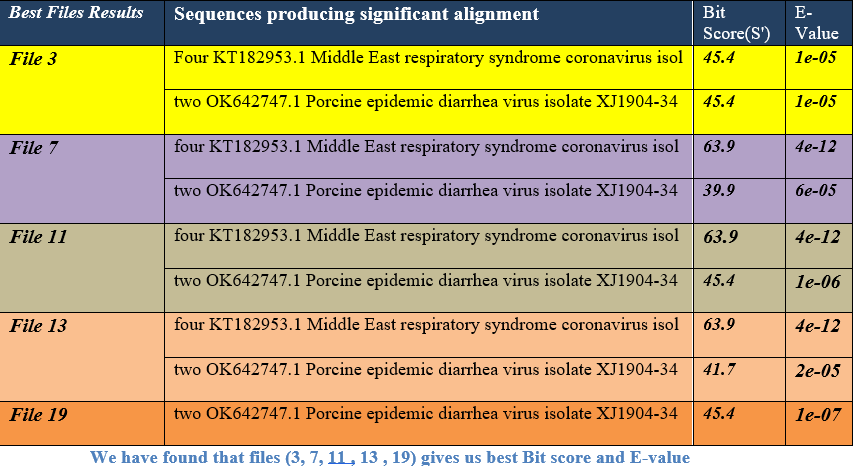 Best Files Results Sequences producing significant alignment Bit Score(S') E-Value
File 3 Four KT182953.1 Middle East respiratory syndrome coronavirus isol 45.4 1e-05
two OK642747.1 Porcine epidemic diarrhea virus isolate XJ1904-34 45.4 1e-05
File 7 four KT182953.1 Middle East respiratory syndrome coronavirus isol 63.9 4e-12
two OK642747.1 Porcine epidemic diarrhea virus isolate XJ1904-34 39.9 6e-05
File 11 four KT182953.1 Middle East respiratory syndrome coronavirus isol 63.9 4e-12
two OK642747.1 Porcine epidemic diarrhea virus isolate XJ1904-34 45.4 1e-06
File 13 four KT182953.1 Middle East respiratory syndrome coronavirus isol 63.9 4e-12
two OK642747.1 Porcine epidemic diarrhea virus isolate XJ1904-34 41.7 2e-05
File 19 two OK642747.1 Porcine epidemic diarrhea virus isolate XJ1904-34 45.4 1e-07
We have found that files (3, 7, 11 , 13 , 19) gives us best Bit score and E-value